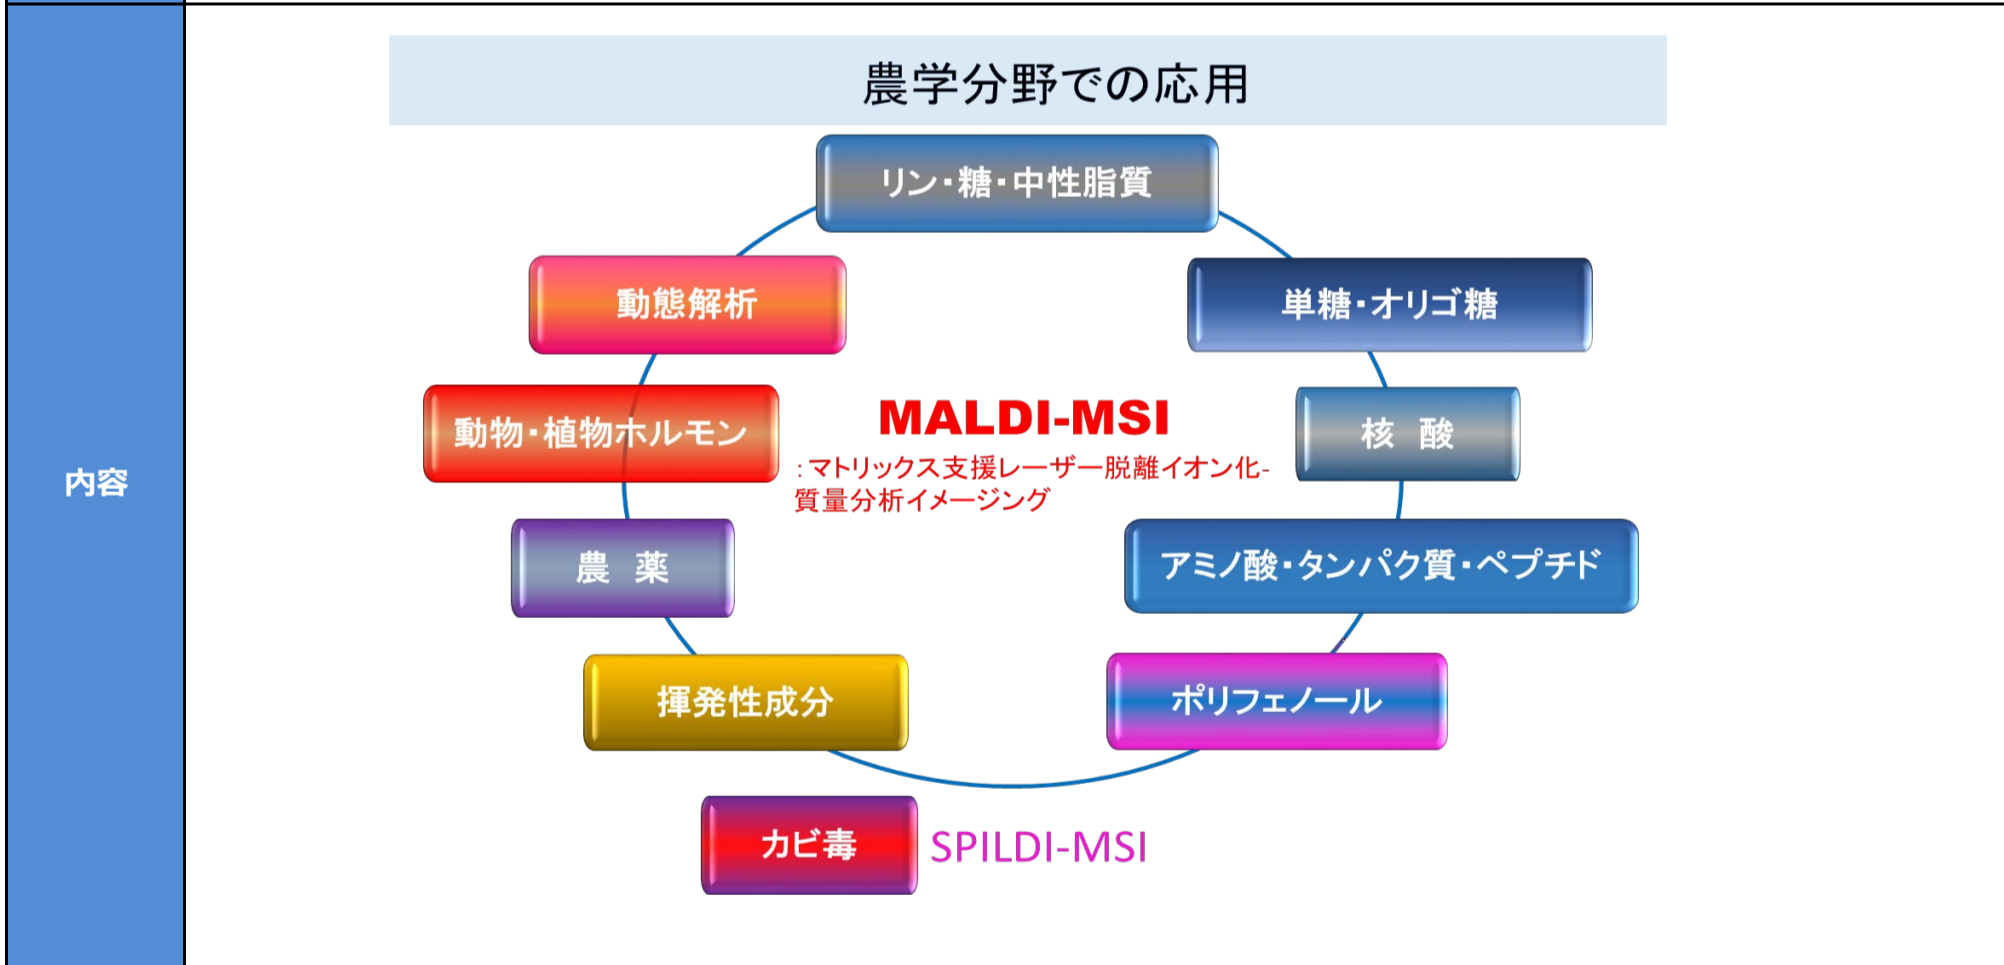 内容
農学分野での応用
リン・糖・中性脂質
動態解析
単糖・オリゴ糖
動物・植物ホルモン
MALDI-MSI
：マトリックス支援レーザー脱離イオン化-
質量分析イメージング
核　酸
農　薬
アミノ酸・タンパク質・ペプチド
揮発性成分
ポリフェノール
カビ毒
SPILDI-MSI